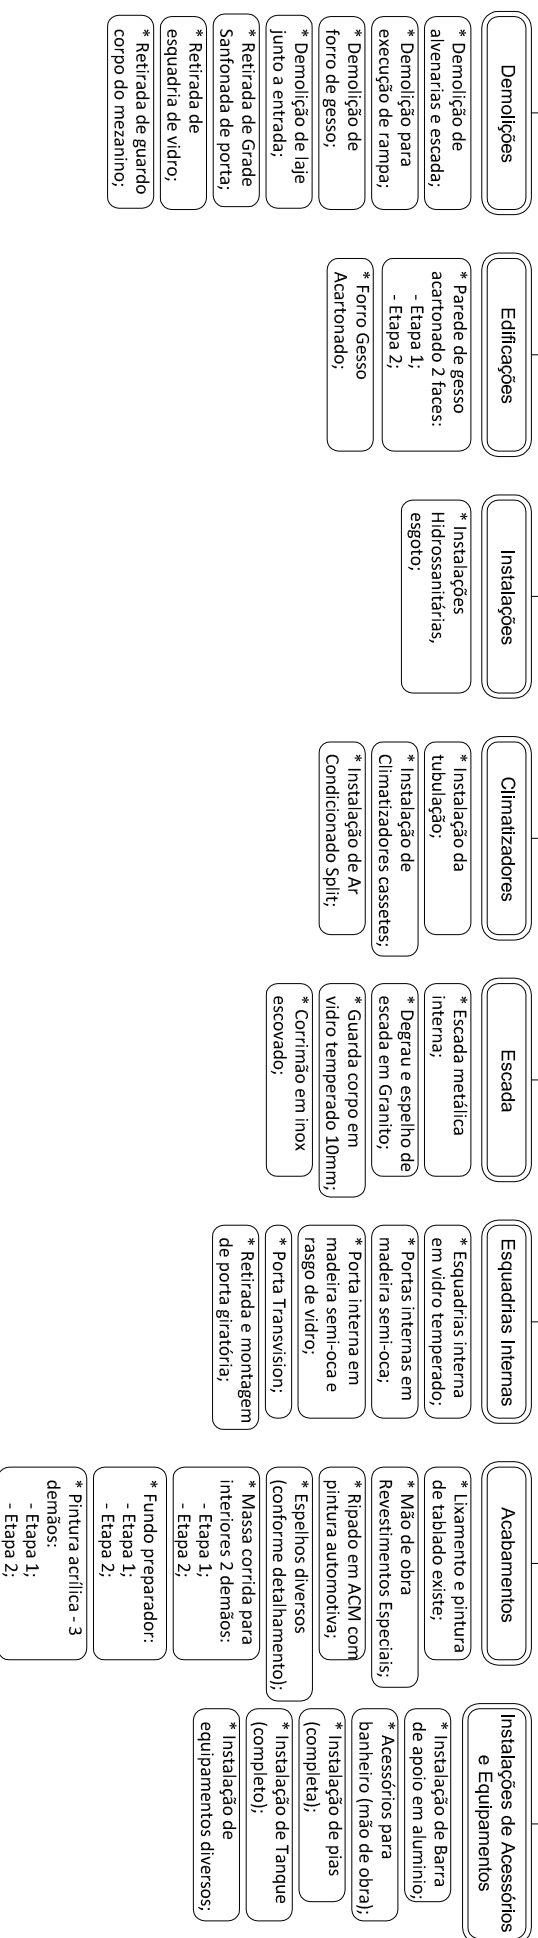 Demolições
* Demolição de
alvenarias e escada;
* Demolição para
execução de rampa;
* Demolição de
forro de gesso;
* Demolição de laje
junto a entrada;
* Retirada de Grade
Sanfonada de porta;
* Retirada de
esquadria de vidro;
* Retirada de guardo
corpo do mezanino;
Edificações
* Parede de gesso
acartonado 2 faces:
- Etapa 1;
- Etapa 2;
* Forro Gesso
Acartonado;
Instalações
* Instalações
Hidrossanitárias,
esgoto;
Climatizadores
* Instalação da
tubulação;
* Instalação de
Climatizadores cassetes;
* Instalação de Ar
Condicionado Split;
Escada
* Escada metálica
interna;
* Degrau e espelho de
escada em Granito;
* Guarda corpo em
vidro temperado 10mm;
* Corrimão em inox
escovado;
Esquadrias Internas
* Esquadrias interna
em vidro temperado;
* Portas internas em
madeira semi-oca;
* Porta interna em
madeira semi-oca e
rasgo de vidro;
* Porta Transvision;
* Retirada e montagem
de porta giratória;
Acabamentos
* Lixamento e pintura
de tablado existe;
* Mão de obra
Revestimentos Especiais;
* Ripado em ACM com
pintura automotiva;
* Espelhos diversos
(conforme detalhamento);
* Massa corrida para
interiores 2 demãos:
- Etapa 1;
- Etapa 2;
* Fundo preparador:
- Etapa 1;
- Etapa 2;
* Pintura acrílica - 3
demãos:
- Etapa 1;
- Etapa 2;
Instalações de Acessórios
e Equipamentos
* Instalação de Barra
de apoio em aluminio;
* Acessórios para
banheiro (mão de obra);
* Instalação de pias
(completa);
* Instalação de Tanque
(completo);
* Instalação de
equipamentos diversos;